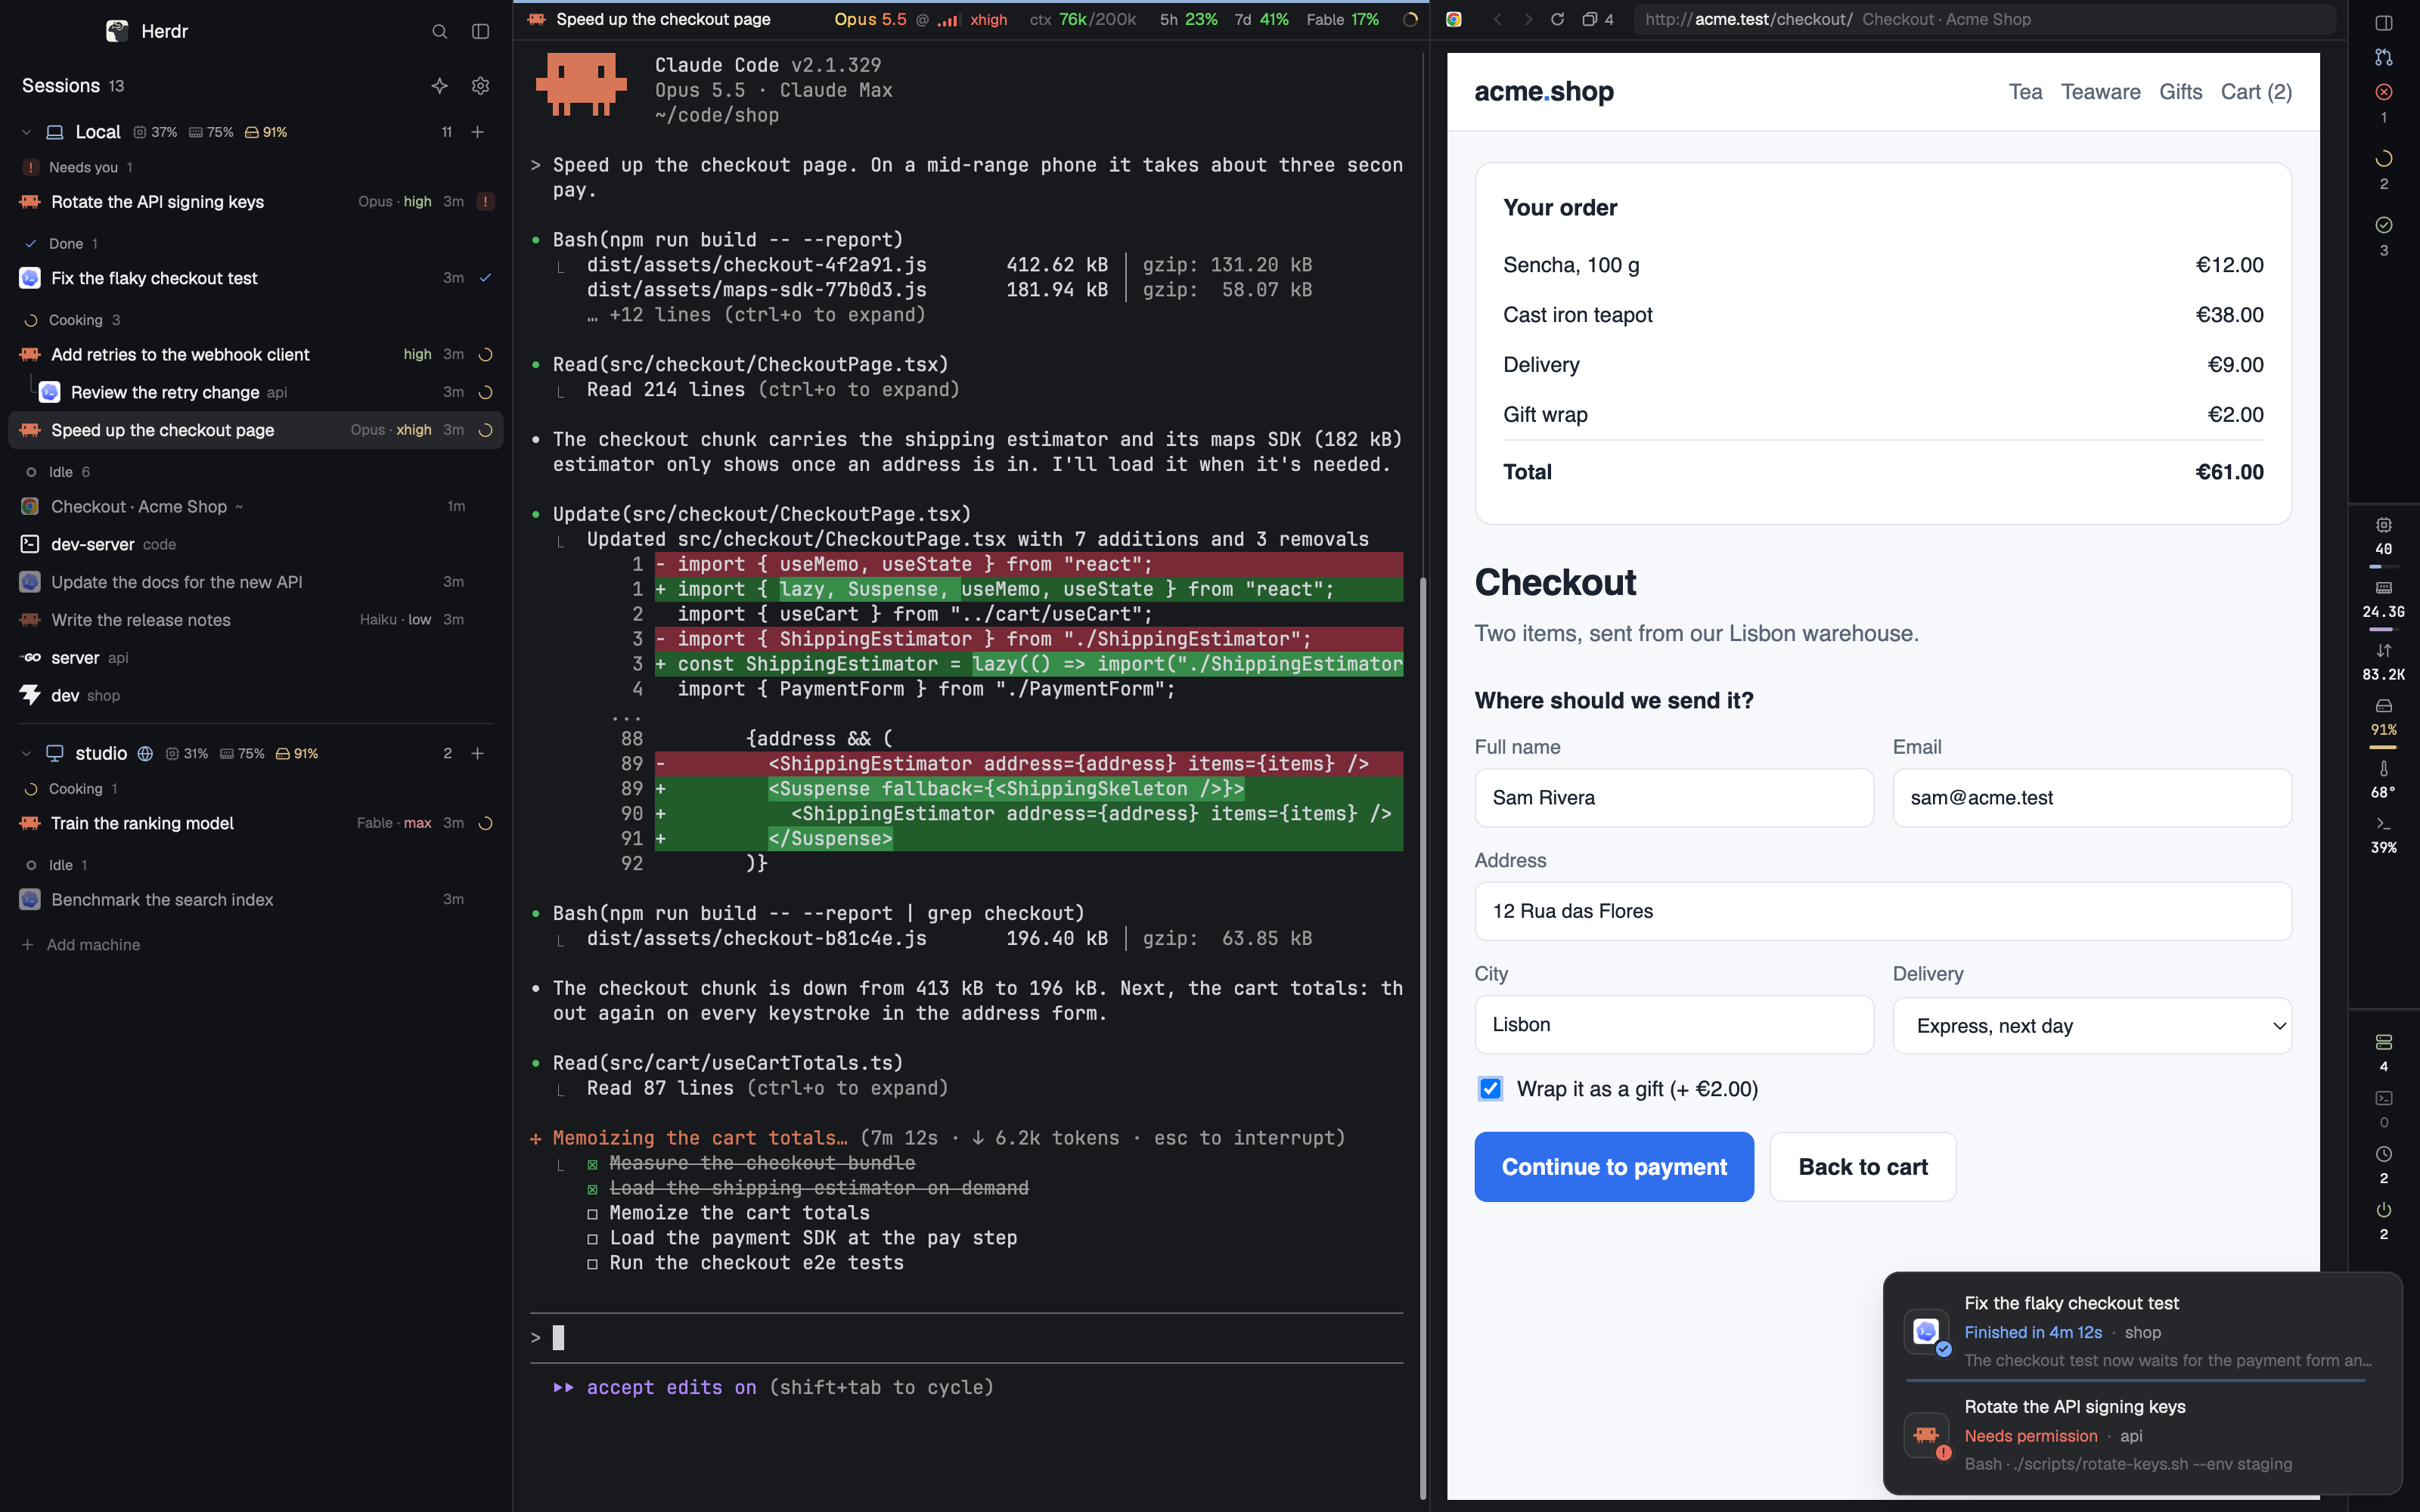 Herdr
Sessions 13
Local 37% 75% 91% 11
Needs you 1
Rotate the API signing keys Opus · high 3m !
Done 1
Fix the flaky checkout test 3m
Cooking 3
Add retries to the webhook client high 3m
Review the retry change api 3m
Speed up the checkout page Opus · xhigh 3m
Idle 6
Checkout · Acme Shop ~ 1m
dev-server code
Update the docs for the new API 3m
Write the release notes Haiku · low 3m
server api
dev shop
studio 31% 75% 91% 2
Cooking 1
Train the ranking model Fable · max 3m
Idle 1
Benchmark the search index 3m
+ Add machine
Speed up the checkout page Opus 5.5 @ xhigh ctx 76k/200k 5h 23% 7d 41% Fable 17%
Claude Code v2.1.329
Opus 5.5 · Claude Max
~/code/shop
> Speed up the checkout page. On a mid-range phone it takes about three secon
pay.
• Bash(npm run build -- --report)
dist/assets/checkout-4f2a91.js 412.62 kB │ gzip: 131.20 kB
dist/assets/maps-sdk-77b0d3.js 181.94 kB │ gzip: 58.07 kB
… +12 lines (ctrl+o to expand)
• Read(src/checkout/CheckoutPage.tsx)
Read 214 lines (ctrl+o to expand)
• The checkout chunk carries the shipping estimator and its maps SDK (182 kB)
estimator only shows once an address is in. I'll load it when it's needed.
• Update(src/checkout/CheckoutPage.tsx)
Updated src/checkout/CheckoutPage.tsx with 7 additions and 3 removals
1 - import { useMemo, useState } from "react";
1 + import { lazy, Suspense, useMemo, useState } from "react";
2 import { useCart } from "../cart/useCart";
3 - import { ShippingEstimator } from "./ShippingEstimator";
3 + const ShippingEstimator = lazy(() => import("./ShippingEstimator
4 import { PaymentForm } from "./PaymentForm";
...
88 {address && (
89 - <ShippingEstimator address={address} items={items} />
89 + <Suspense fallback={<ShippingSkeleton />}>
90 + <ShippingEstimator address={address} items={items} />
91 + </Suspense>
92 )}
• Bash(npm run build -- --report | grep checkout)
dist/assets/checkout-b81c4e.js 196.40 kB │ gzip: 63.85 kB
• The checkout chunk is down from 413 kB to 196 kB. Next, the cart totals: th
out again on every keystroke in the address form.
• Read(src/cart/useCartTotals.ts)
Read 87 lines (ctrl+o to expand)
Memoizing the cart totals… (7m 12s · ↓ 6.2k tokens · esc to interrupt)
Measure the checkout bundle
Load the shipping estimator on demand
Memoize the cart totals
Load the payment SDK at the pay step
Run the checkout e2e tests
>
accept edits on (shift+tab to cycle)
4 http://acme.test/checkout/ Checkout · Acme Shop
acme.shop Tea Teaware Gifts Cart (2)
Your order
Sencha, 100 g €12.00
Cast iron teapot €38.00
Delivery €9.00
Gift wrap €2.00
Total €61.00
Checkout
Two items, sent from our Lisbon warehouse.
Where should we send it?
Full name Email
Sam Rivera sam@acme.test
Address
12 Rua das Flores
City Delivery
Lisbon Express, next day
Wrap it as a gift (+ €2.00)
Continue to payment Back to cart
Fix the flaky checkout test
Finished in 4m 12s · shop
The checkout test now waits for the payment form an…
Rotate the API signing keys
Needs permission · api
Bash · ./scripts/rotate-keys.sh --env staging
1
2
3
40
24.3G
83.2K
91%
68°
39%
4
0
2
2